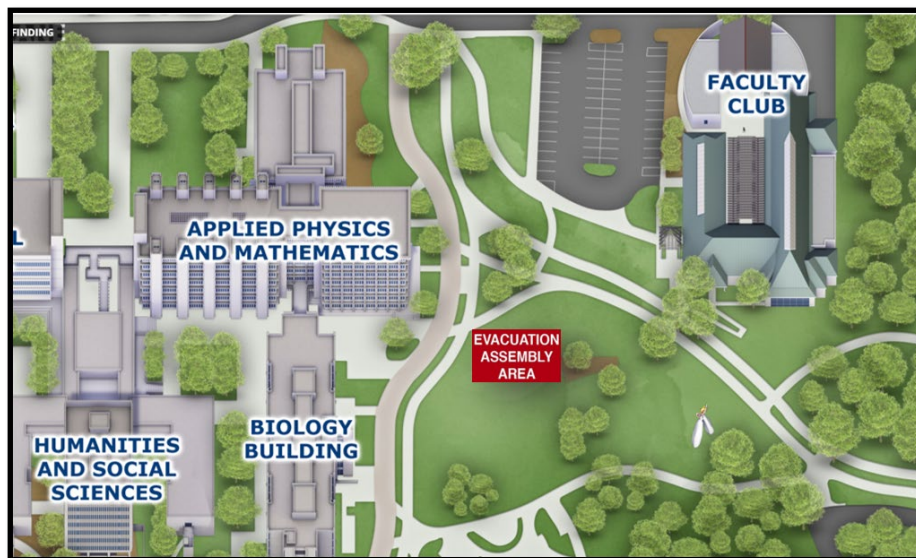 FINDING
FACULTY
CLUB
L
APPLIED PHYSICS
AND MATHEMATICS
EVACUATION
ASSEMBLY
AREA
BIOLOGY
BUILDING
HUMANITIES
AND SOCIAL
SCIENCES